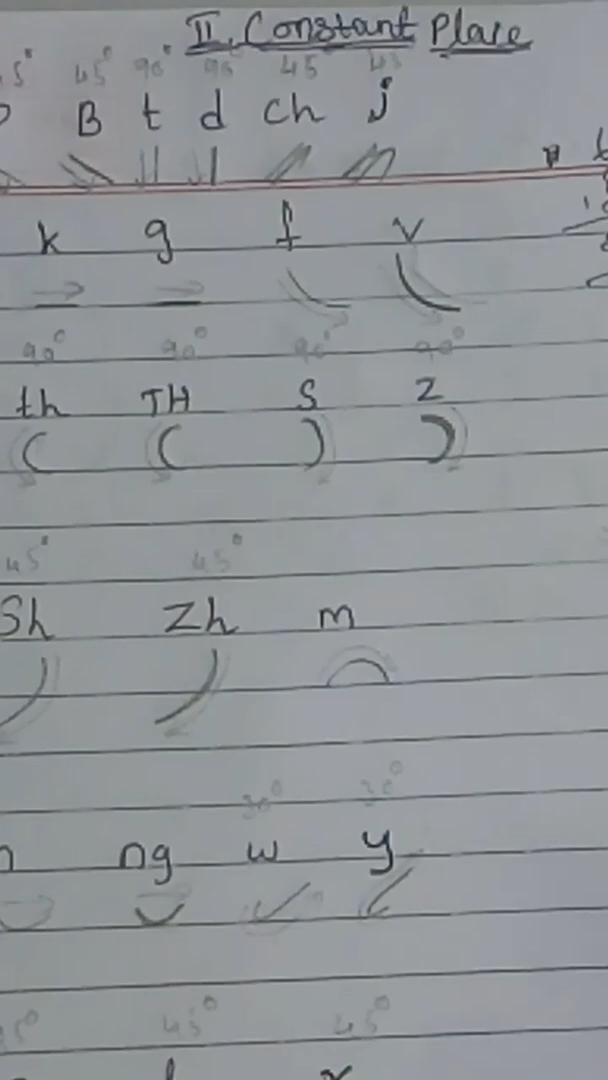 II. Constant Place
45° 90° 90° 45° 45°
B t d ch j
k g f v
90° 90° 90° 90°
th TH S Z
45° 45°
Sh Zh m
30° 30°
ng w y
45° 45°